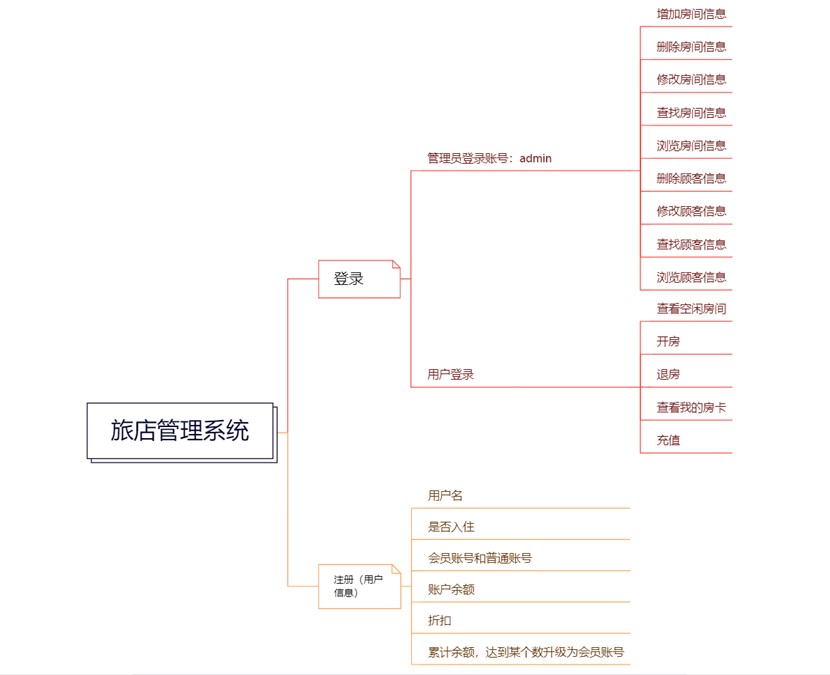 旅店管理系统
登录
管理员登录账号：admin
增加房间信息
删除房间信息
修改房间信息
查找房间信息
浏览房间信息
删除顾客信息
修改顾客信息
查找顾客信息
浏览顾客信息
用户登录
查看空闲房间
开房
退房
查看我的房卡
充值
注册（用户
信息）
用户名
是否入住
会员账号和普通账号
账户余额
折扣
累计余额，达到某个数升级为会员账号